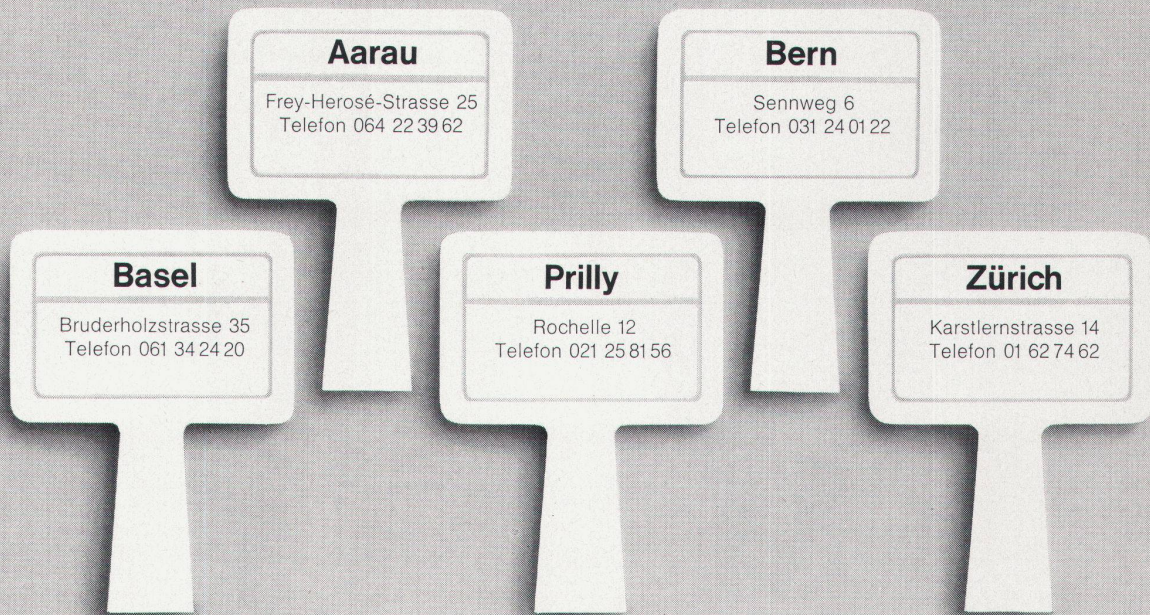 Aarau
Frey-Herosé-Strasse 25
Telefon 064 22 39 62
Bern
Sennweg 6
Telefon 031 24 01 22
Basel
Bruderholzstrasse 35
Telefon 061 34 24 20
Prilly
Rochelle 12
Telefon 021 25 81 56
Zürich
Karstlernstrasse 14
Telefon 01 62 74 62